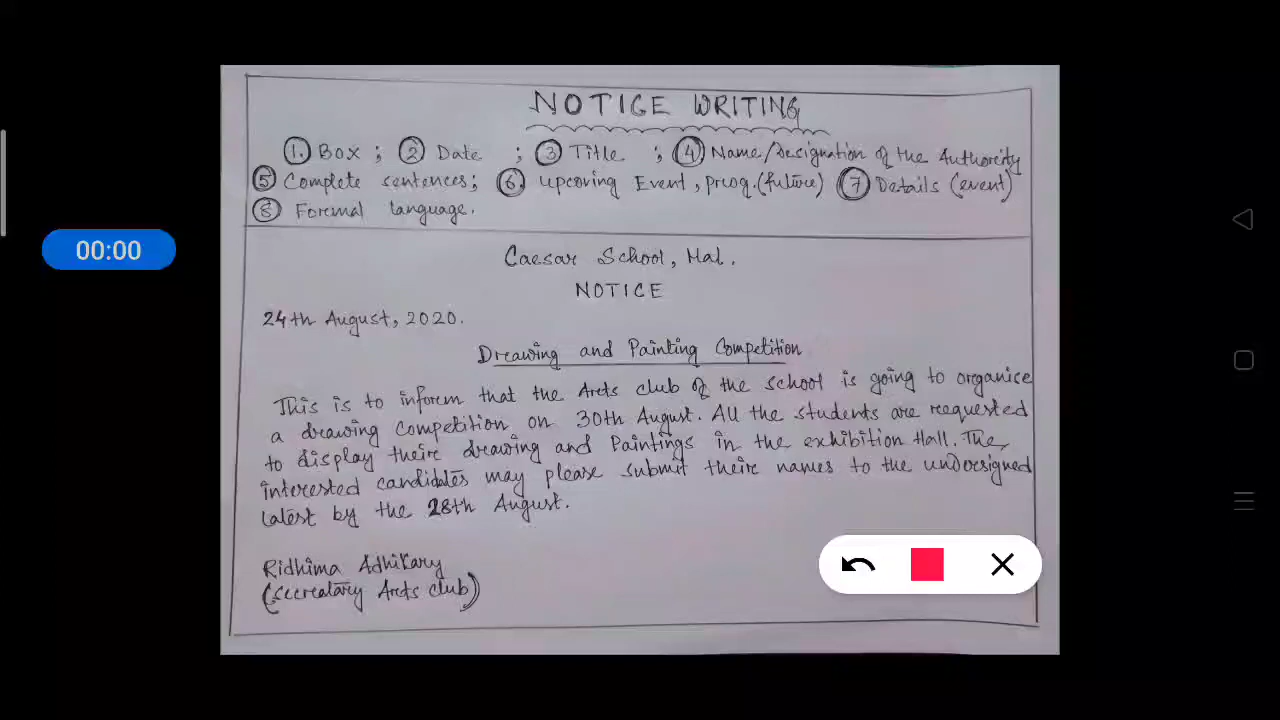 NOTICE WRITING
1. Box ; 2 Date ; 3 Title ; 4 Name/Designation of the Authority
5 Complete sentences; 6. Upcoming Event, prog. (future) 7 Details (event)
8 Formal language.
Caesar School, Mal.
NOTICE
24th August, 2020.
Drawing and Painting Competition
This is to inform that the Arts club of the school is going to organise
a drawing competition on 30th August. All the students are requested
to display their drawing and Paintings in the exhibition Hall. The
interested candidates may please submit their names to the undersigned
latest by the 28th August.
Ridhima Adhikary
(Secreatary Arts club)
00:00